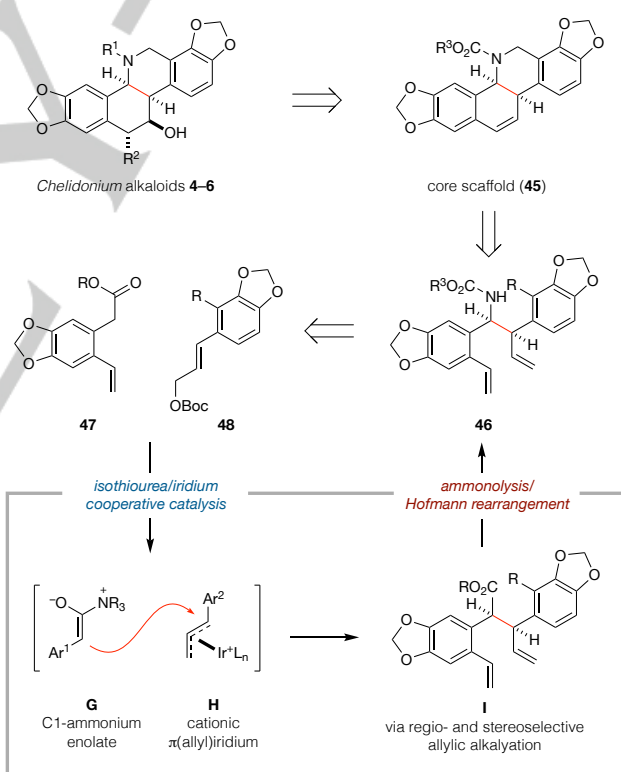 R¹
N
H
H
O
O
O
O
OH
R²
Chelidonium alkaloids 4–6
R³O₂C
N
H
H
O
O
O
O
core scaffold (45)
RO
O
O
O
47
R
O
O
OBoc
48
R³O₂C
NH
R
H
H
O
O
O
O
46
isothiourea/iridium
cooperative catalysis
ammonolysis/
Hofmann rearrangement
⁻O
N⁺R₃
Ar¹
G
C1-ammonium
enolate
Ar²
Ir⁺Lₙ
H
cationic
π(allyl)iridium
RO₂C
R
H
H
O
O
O
O
I
via regio- and stereoselective
allylic alkalyation